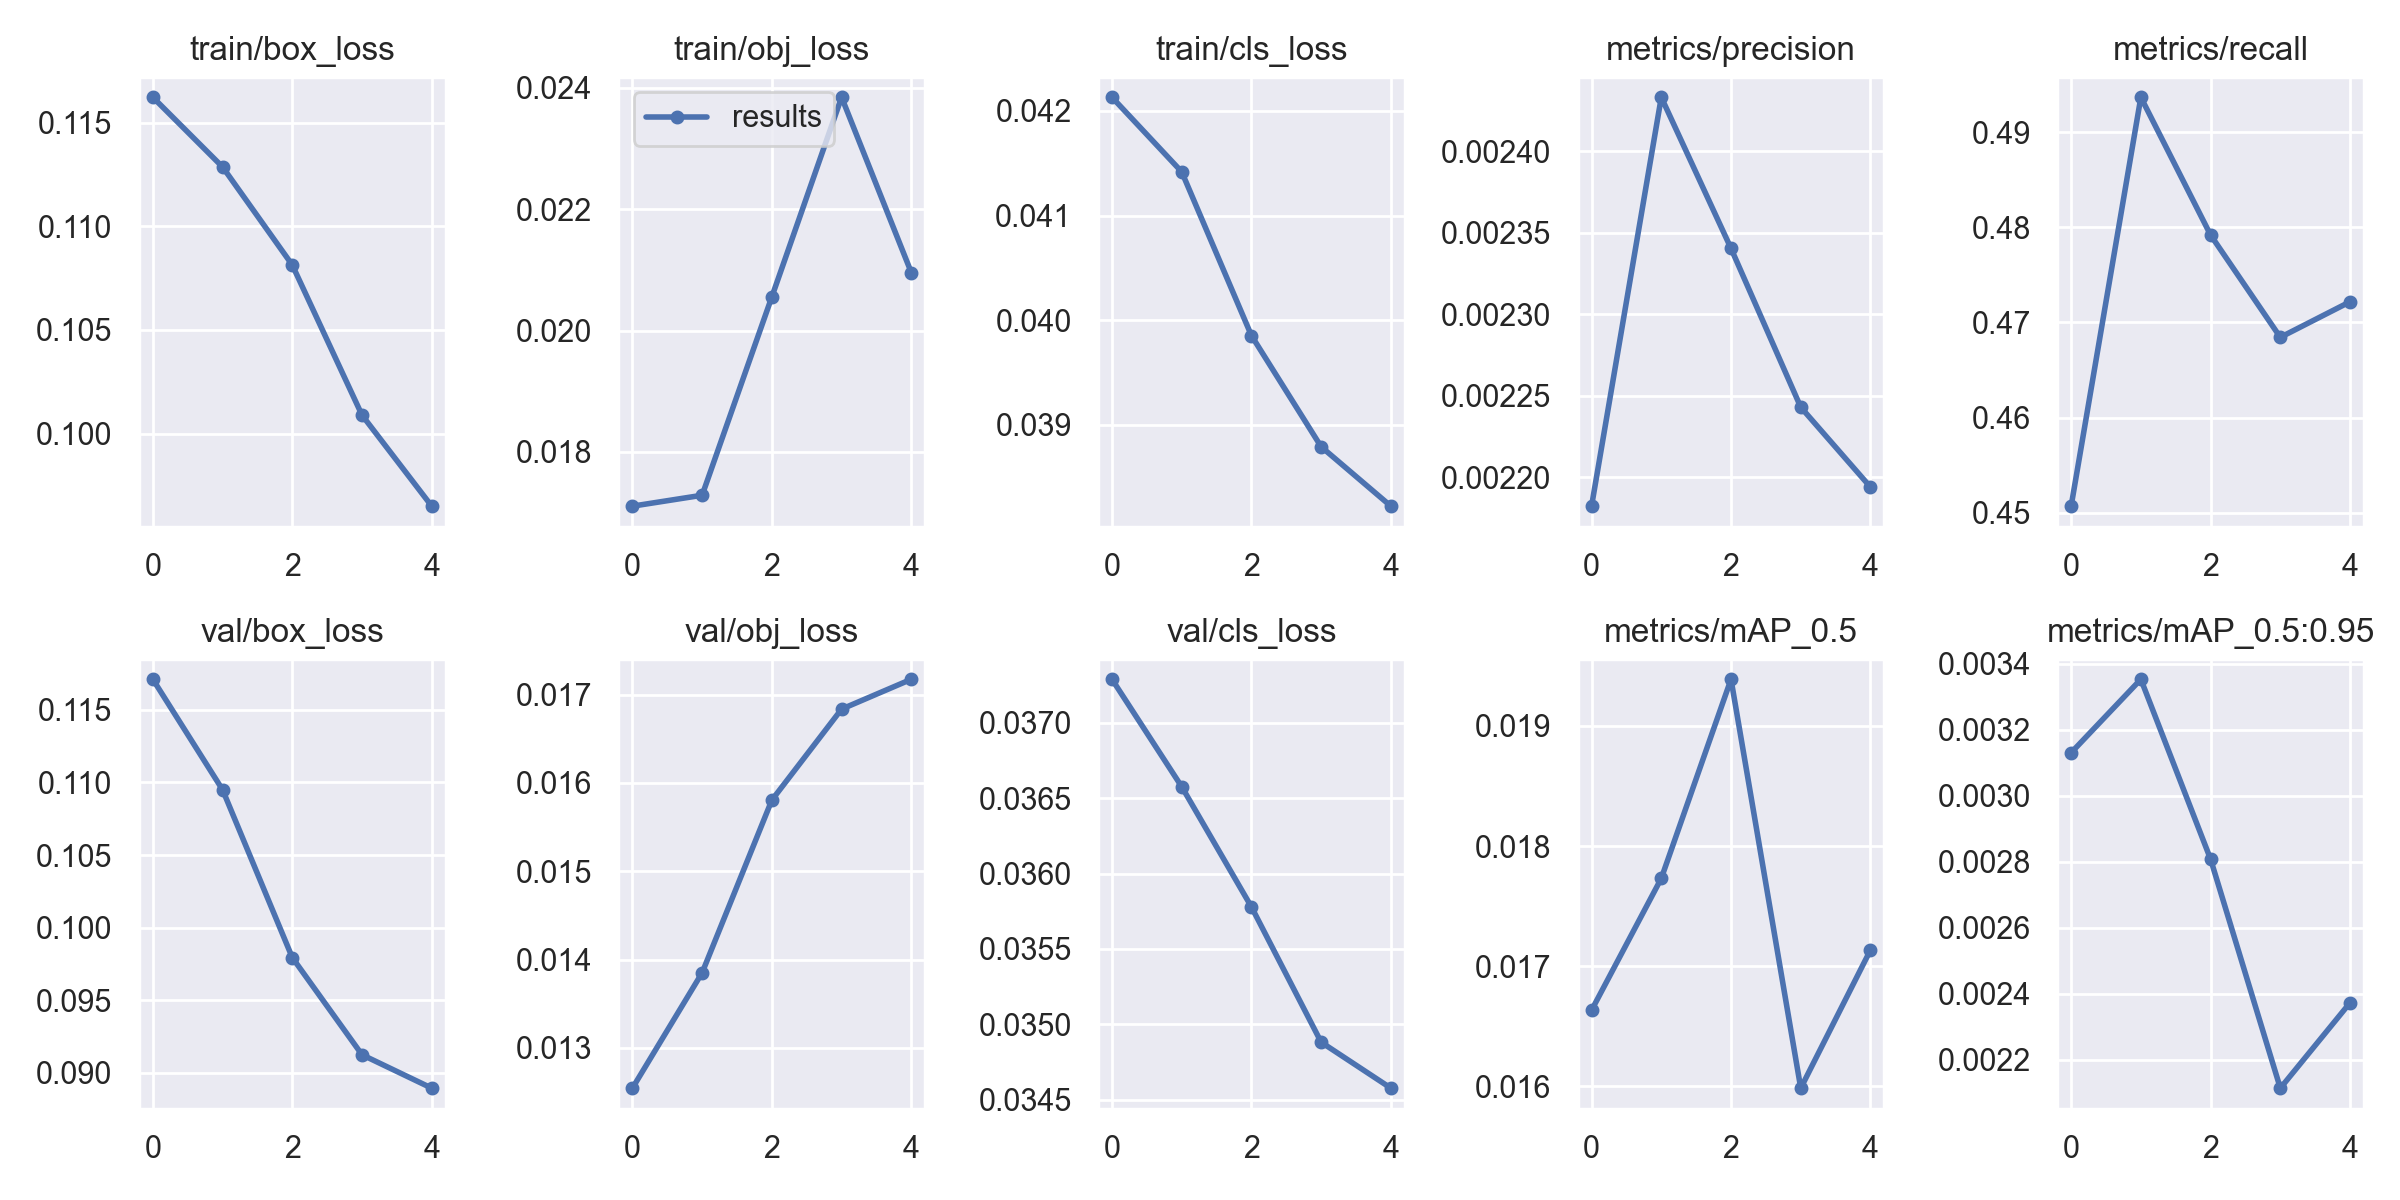 train/box_loss
0.115
0.110
0.105
0.100
0 2 4
train/obj_loss
results
0.024
0.022
0.020
0.018
0 2 4
train/cls_loss
0.042
0.041
0.040
0.039
0 2 4
metrics/precision
0.00240
0.00235
0.00230
0.00225
0.00220
0 2 4
metrics/recall
0.49
0.48
0.47
0.46
0.45
0 2 4
val/box_loss
0.115
0.110
0.105
0.100
0.095
0.090
0 2 4
val/obj_loss
0.017
0.016
0.015
0.014
0.013
0 2 4
val/cls_loss
0.0370
0.0365
0.0360
0.0355
0.0350
0.0345
0 2 4
metrics/mAP_0.5
0.019
0.018
0.017
0.016
0 2 4
metrics/mAP_0.5:0.95
0.0034
0.0032
0.0030
0.0028
0.0026
0.0024
0.0022
0 2 4